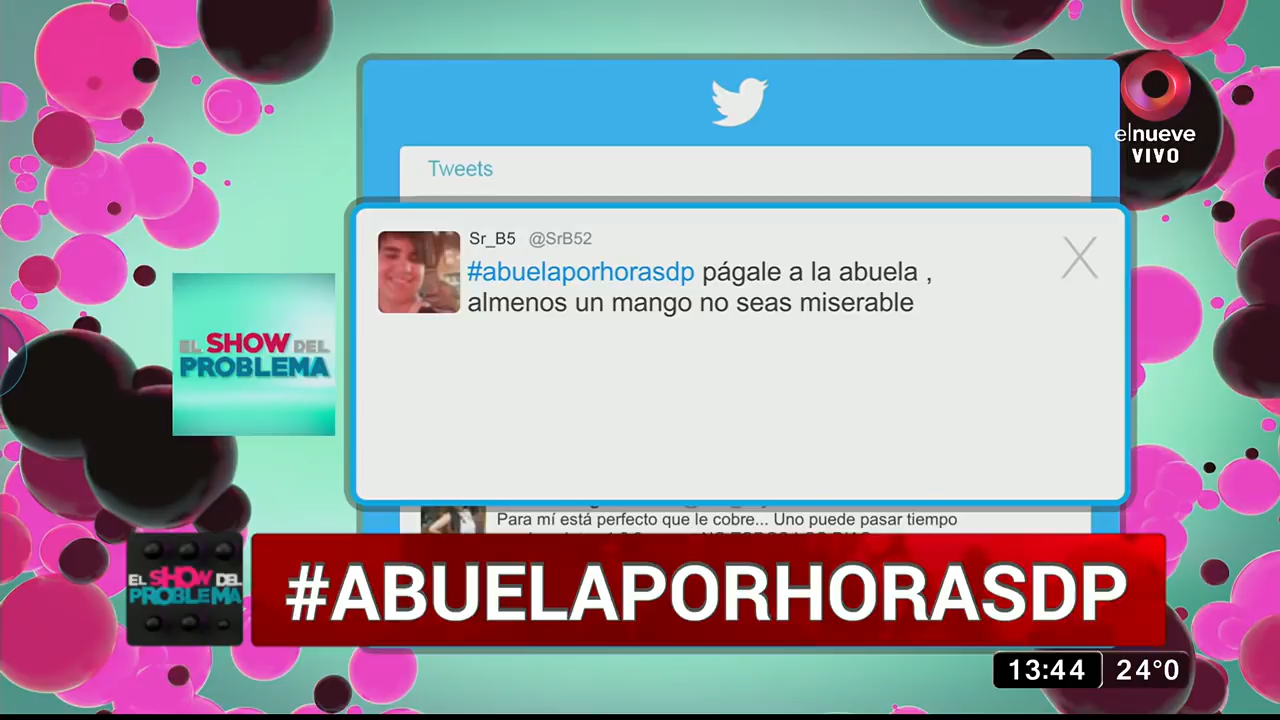 elnueve
VIVO
Tweets
Sr_B5 @SrB52
#abuelaporhorasdp págale a la abuela ,
almenos un mango no seas miserable
EL SHOW DEL
PROBLEMA
Para mí está perfecto que le cobre... Uno puede pasar tiempo
EL SHOW DEL
PROBLEMA
#ABUELAPORHORASDP
13:44 24°0